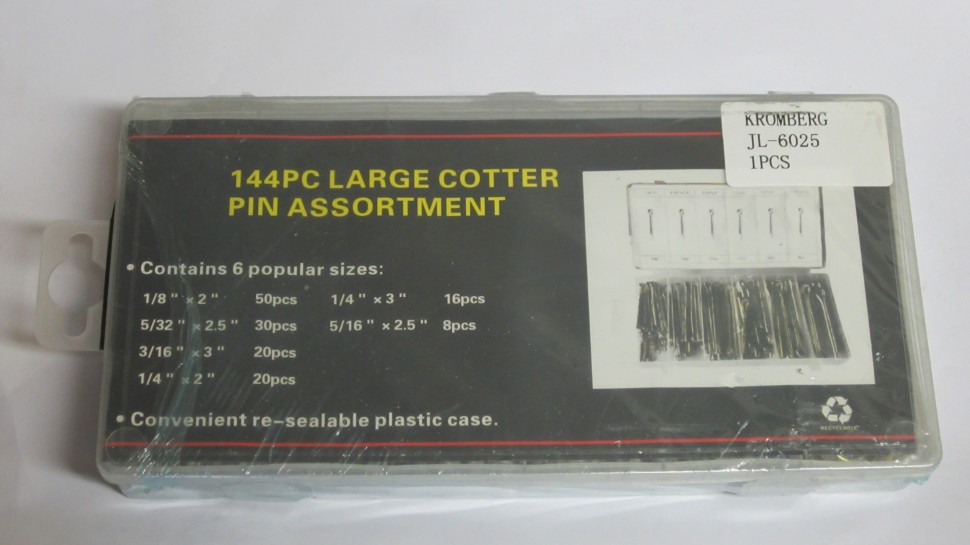 KROMBERG
JL-6025
1PCS
144PC LARGE COTTER
PIN ASSORTMENT
• Contains 6 popular sizes:
1/8" × 2" 50pcs 1/4" × 3" 16pcs
5/32" × 2.5" 30pcs 5/16" × 2.5" 8pcs
3/16" × 3" 20pcs
1/4" × 2" 20pcs
• Convenient re-sealable plastic case.